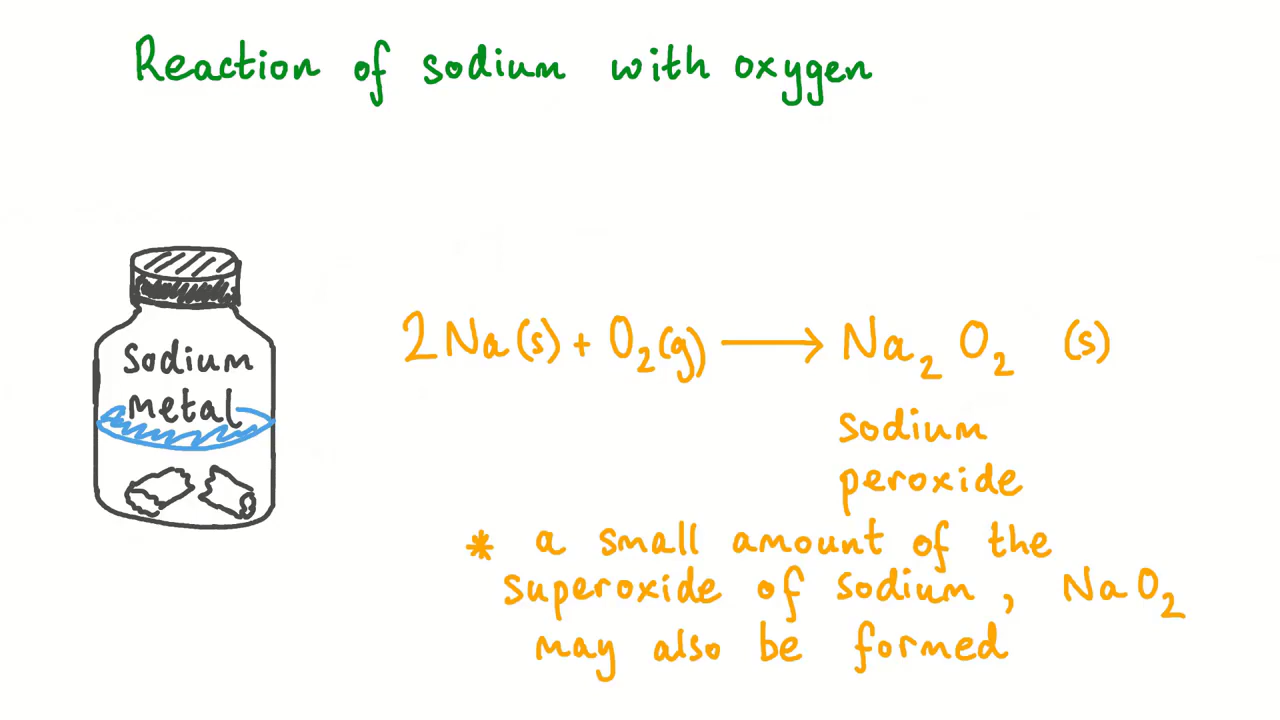 Reaction of sodium with oxygen
sodium
metal
2Na(s) + O₂(g) ⟶ Na₂O₂ (s)
sodium
peroxide
* a small amount of the
superoxide of sodium, NaO₂
may also be formed